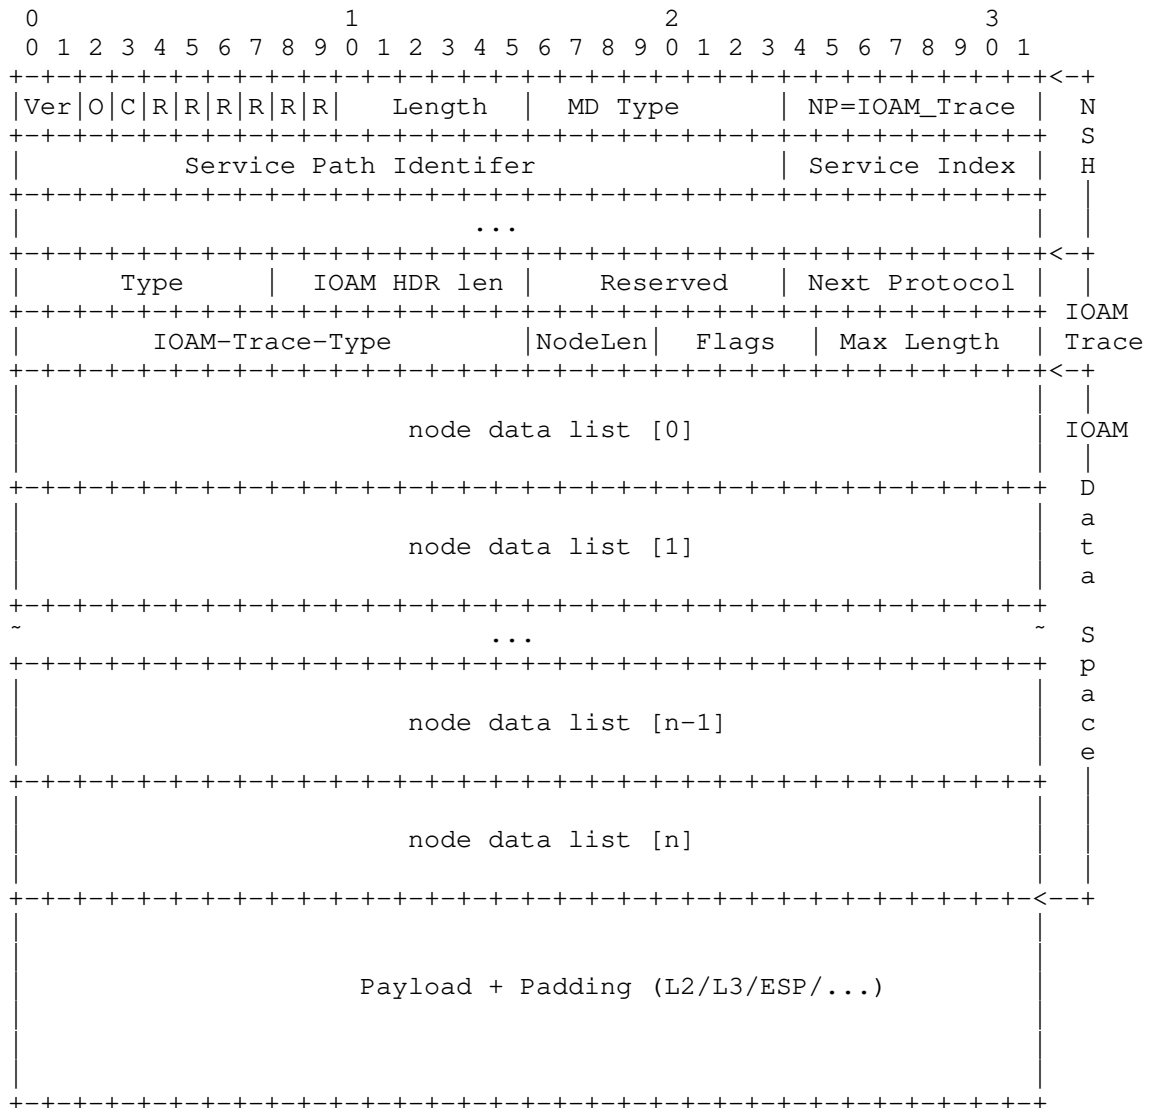 0                   1                   2                   3
 0 1 2 3 4 5 6 7 8 9 0 1 2 3 4 5 6 7 8 9 0 1 2 3 4 5 6 7 8 9 0 1
+-+-+-+-+-+-+-+-+-+-+-+-+-+-+-+-+-+-+-+-+-+-+-+-+-+-+-+-+-+-+-+-+<-+
|Ver|O|C|R|R|R|R|R|R|   Length  |  MD Type      | NP=IOAM_Trace |  N
+-+-+-+-+-+-+-+-+-+-+-+-+-+-+-+-+-+-+-+-+-+-+-+-+-+-+-+-+-+-+-+-+  S
|          Service Path Identifer               | Service Index |  H
+-+-+-+-+-+-+-+-+-+-+-+-+-+-+-+-+-+-+-+-+-+-+-+-+-+-+-+-+-+-+-+-+  |
|                            ...                                |  |
+-+-+-+-+-+-+-+-+-+-+-+-+-+-+-+-+-+-+-+-+-+-+-+-+-+-+-+-+-+-+-+-+<-+
|      Type     |  IOAM HDR len |    Reserved   | Next Protocol |  |
+-+-+-+-+-+-+-+-+-+-+-+-+-+-+-+-+-+-+-+-+-+-+-+-+-+-+-+-+-+-+-+-+ IOAM
|        IOAM-Trace-Type        |NodeLen|  Flags  | Max Length  | Trace
+-+-+-+-+-+-+-+-+-+-+-+-+-+-+-+-+-+-+-+-+-+-+-+-+-+-+-+-+-+-+-+-+<-+
|                                                               |  |
|                        node data list [0]                     | IOAM
|                                                               |  |
+-+-+-+-+-+-+-+-+-+-+-+-+-+-+-+-+-+-+-+-+-+-+-+-+-+-+-+-+-+-+-+-+  D
|                                                               |  a
|                        node data list [1]                     |  t
|                                                               |  a
+-+-+-+-+-+-+-+-+-+-+-+-+-+-+-+-+-+-+-+-+-+-+-+-+-+-+-+-+-+-+-+-+
~                             ...                               ~  S
+-+-+-+-+-+-+-+-+-+-+-+-+-+-+-+-+-+-+-+-+-+-+-+-+-+-+-+-+-+-+-+-+  p
|                                                               |  a
|                        node data list [n-1]                   |  c
|                                                               |  e
+-+-+-+-+-+-+-+-+-+-+-+-+-+-+-+-+-+-+-+-+-+-+-+-+-+-+-+-+-+-+-+-+  |
|                                                               |  |
|                        node data list [n]                     |  |
|                                                               |  |
+-+-+-+-+-+-+-+-+-+-+-+-+-+-+-+-+-+-+-+-+-+-+-+-+-+-+-+-+-+-+-+-<--+
|                                                               |
|                                                               |
|                     Payload + Padding (L2/L3/ESP/...)         |
|                                                               |
|                                                               |
|                                                               |
+-+-+-+-+-+-+-+-+-+-+-+-+-+-+-+-+-+-+-+-+-+-+-+-+-+-+-+-+-+-+-+-+